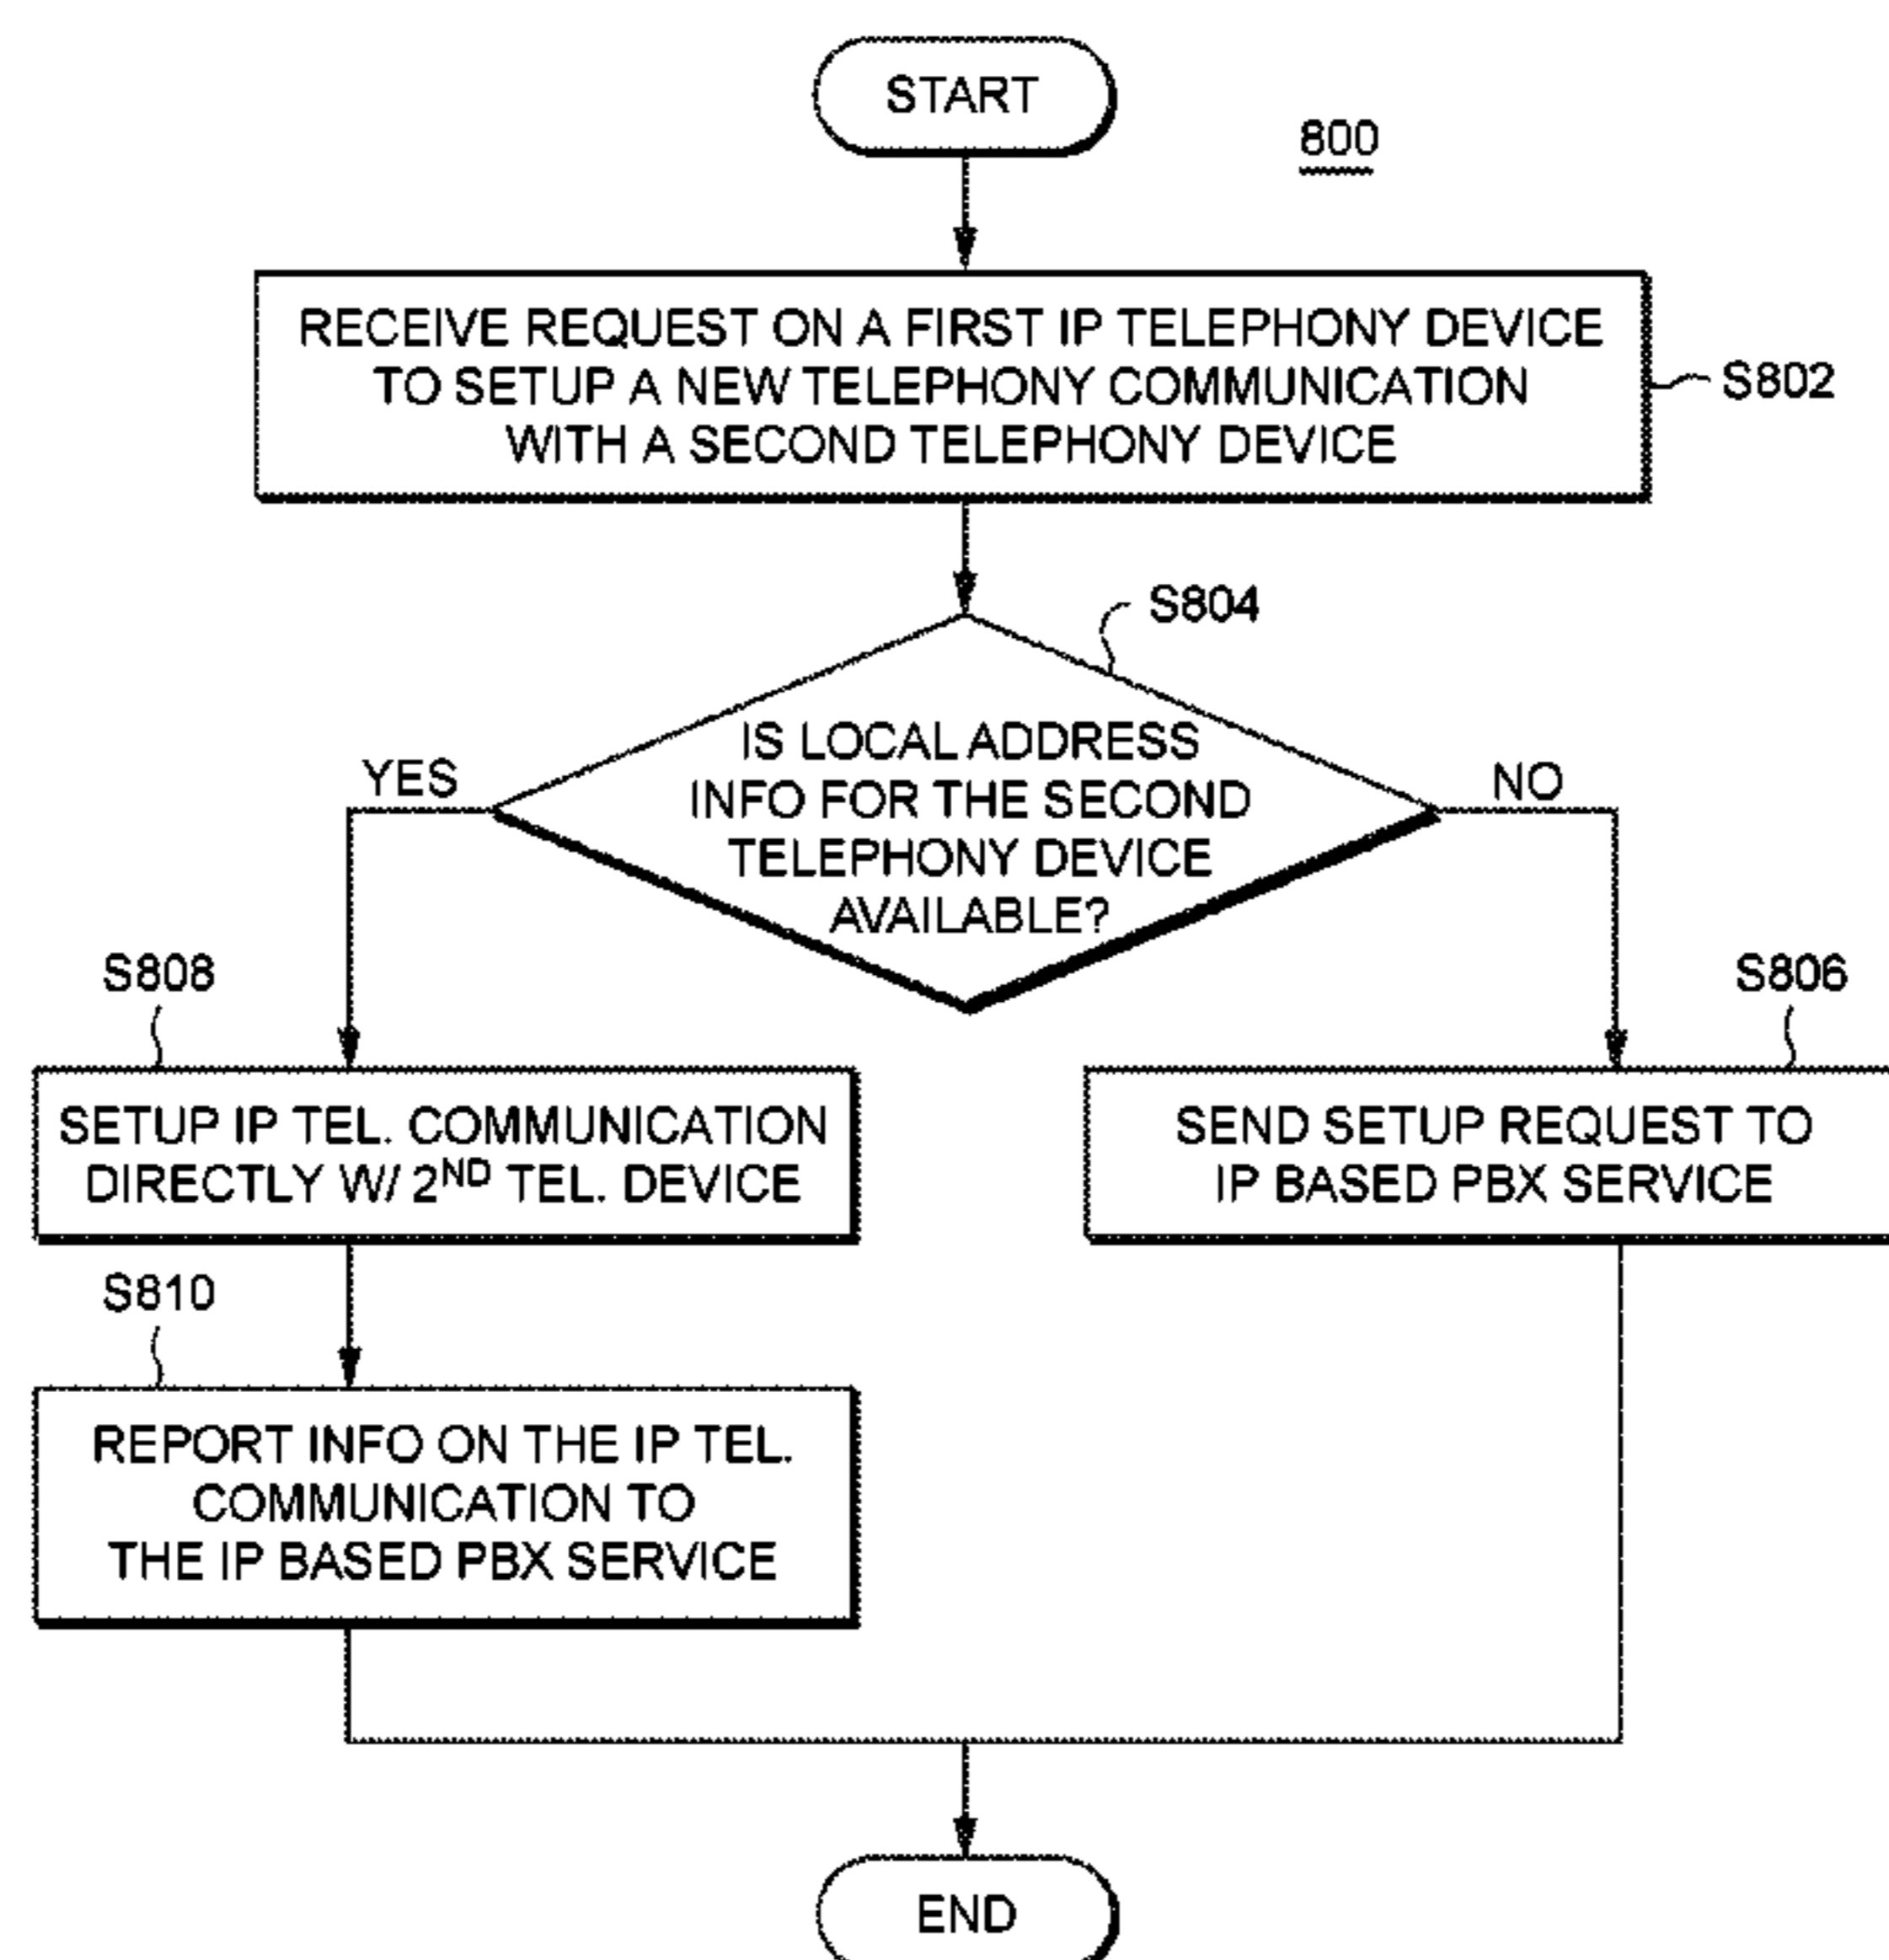 START
800
RECEIVE REQUEST ON A FIRST IP TELEPHONY DEVICE
TO SETUP A NEW TELEPHONY COMMUNICATION
WITH A SECOND TELEPHONY DEVICE
S802
S804
IS LOCAL ADDRESS
INFO FOR THE SECOND
TELEPHONY DEVICE
AVAILABLE?
YES
NO
S808
SETUP IP TEL. COMMUNICATION
DIRECTLY W/ 2ND TEL. DEVICE
S806
SEND SETUP REQUEST TO
IP BASED PBX SERVICE
S810
REPORT INFO ON THE IP TEL.
COMMUNICATION TO
THE IP BASED PBX SERVICE
END